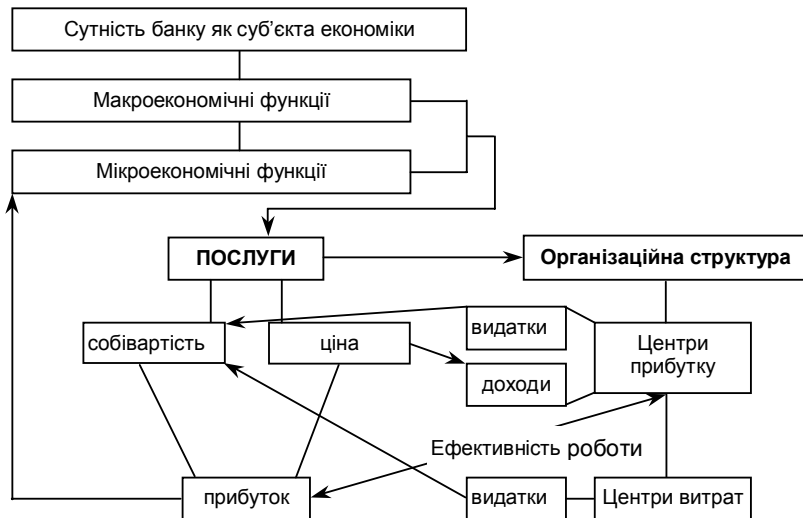 Сутність банку як суб’єкта економіки
Макроекономічні функції
Мікроекономічні функції
ПОСЛУГИ
Організаційна структура
собівартість
ціна
видатки
доходи
Центри
прибутку
Ефективність роботи
прибуток
видатки
Центри витрат